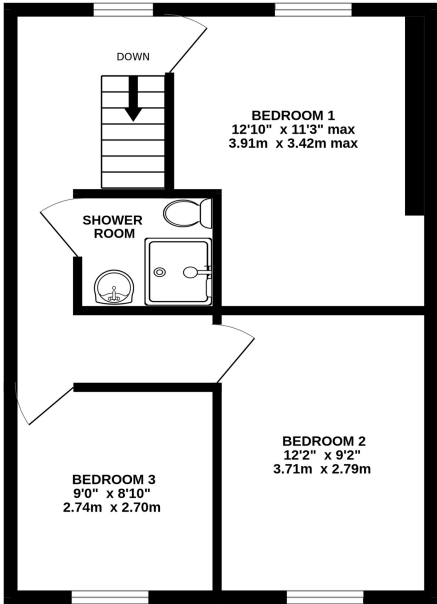 DOWN
BEDROOM 1
12'10" x 11'3" max
3.91m x 3.42m max
SHOWER
ROOM
BEDROOM 2
12'2" x 9'2"
3.71m x 2.79m
BEDROOM 3
9'0" x 8'10"
2.74m x 2.70m